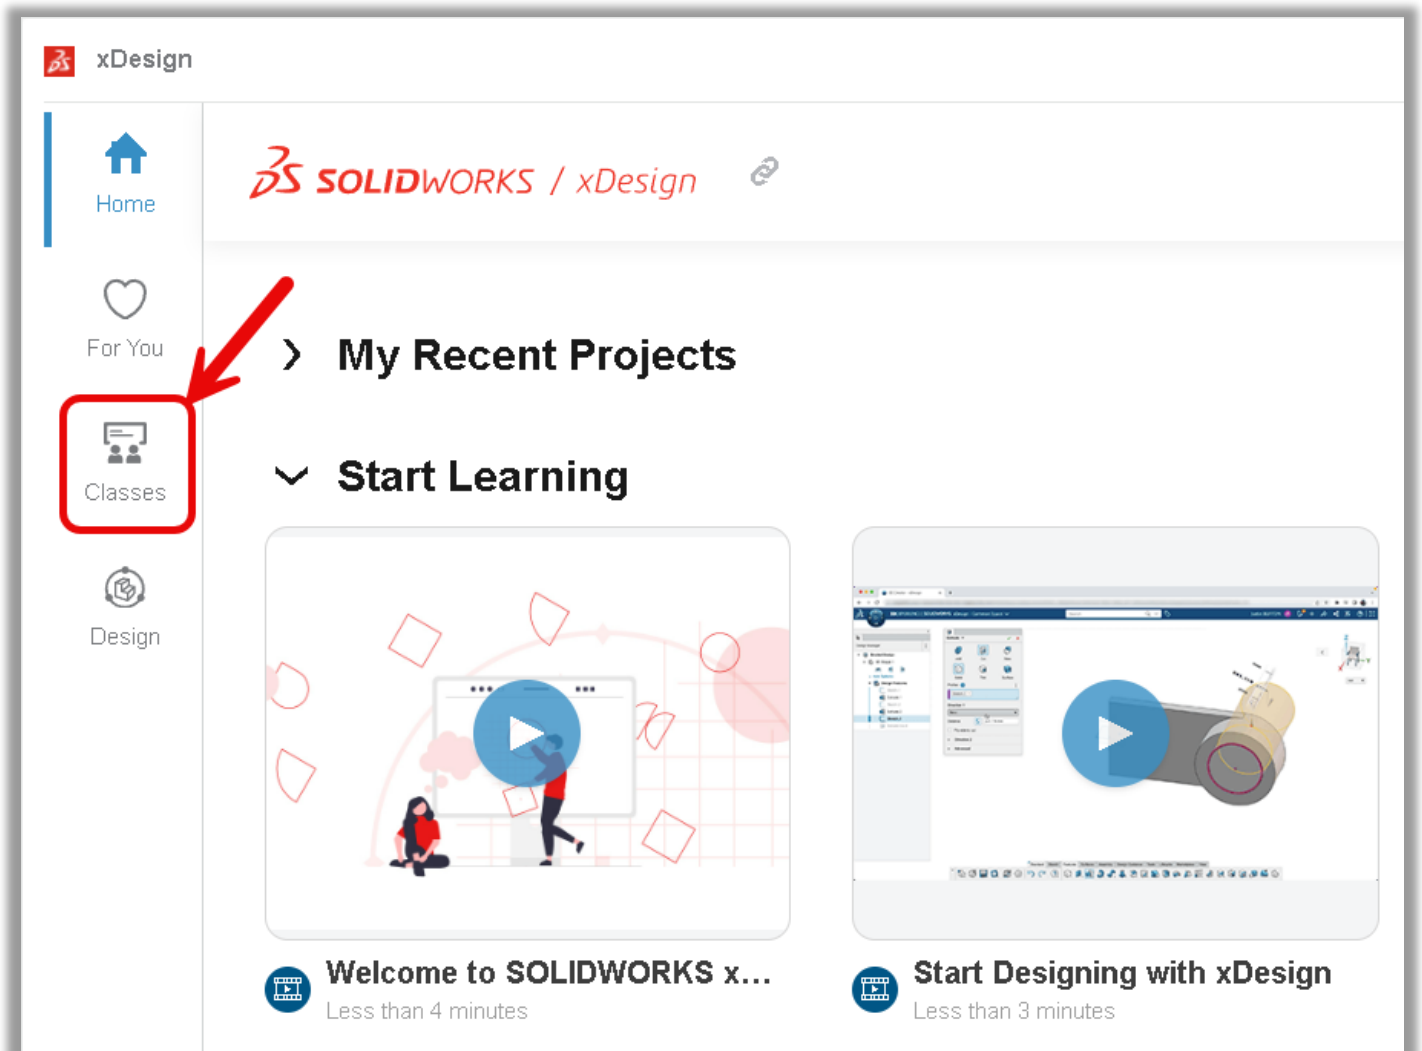 xDesign
Home
For You
Classes
Design
SOLIDWORKS / xDesign
My Recent Projects
Start Learning
Welcome to SOLIDWORKS x...
Less than 4 minutes
Start Designing with xDesign
Less than 3 minutes